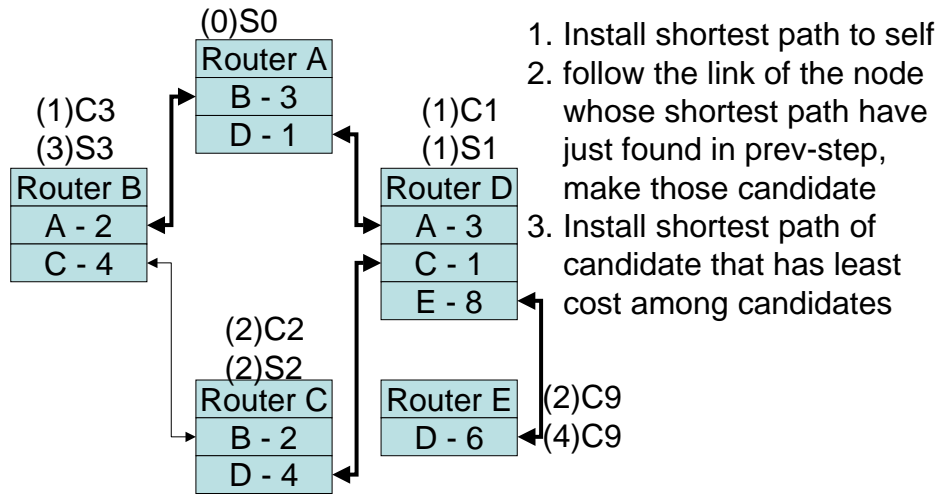 (0)S0
Router A
B - 3
D - 1
(1)C3
(3)S3
Router B
A - 2
C - 4
(1)C1
(1)S1
Router D
A - 3
C - 1
E - 8
(2)C2
(2)S2
Router C
B - 2
D - 4
Router E
D - 6
(2)C9
(4)C9
1. Install shortest path to self
2. follow the link of the node
whose shortest path have
just found in prev-step,
make those candidate
3. Install shortest path of
candidate that has least
cost among candidates